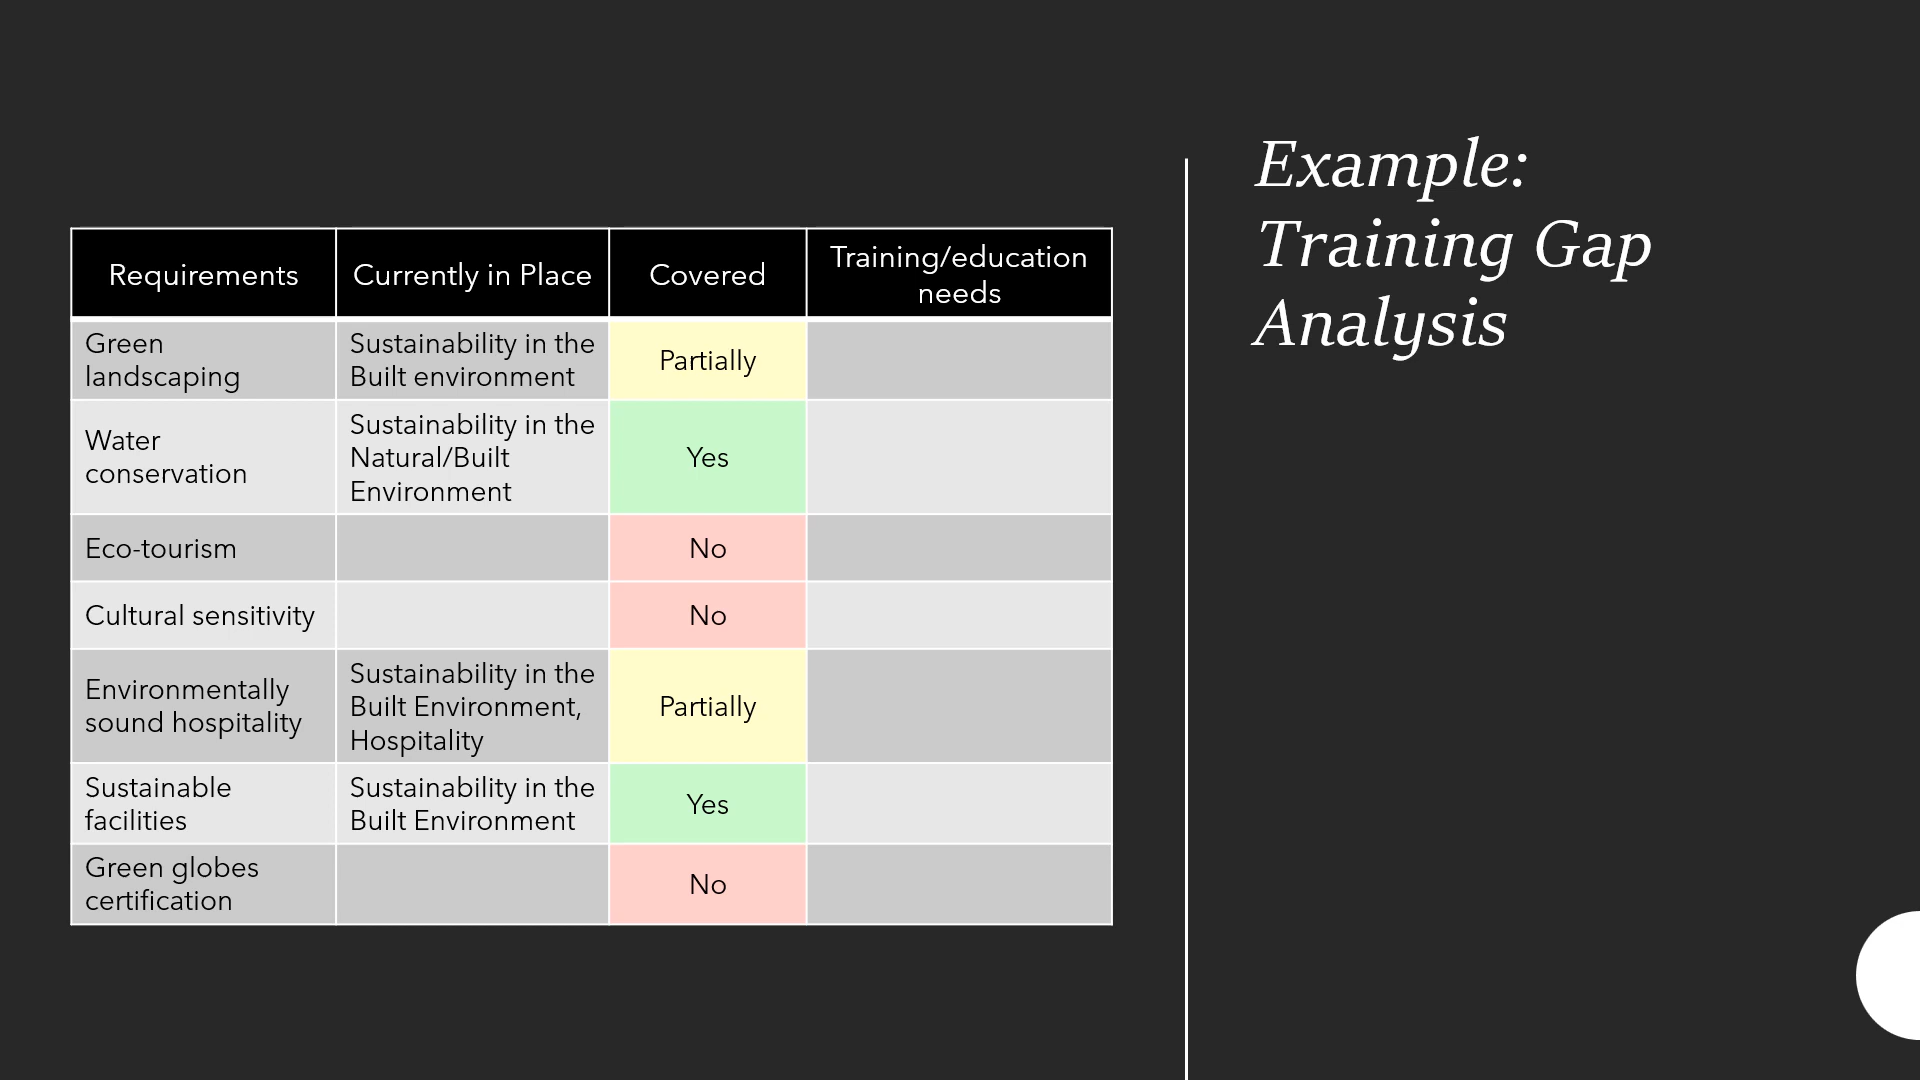 Example:
Training Gap
Analysis
Requirements
Currently in Place
Covered
Training/education
needs
Green
landscaping
Sustainability in the
Built environment
Partially
Water
conservation
Sustainability in the
Natural/Built
Environment
Yes
Eco-tourism
No
Cultural sensitivity
No
Environmentally
sound hospitality
Sustainability in the
Built Environment,
Hospitality
Partially
Sustainable
facilities
Sustainability in the
Built Environment
Yes
Green globes
certification
No